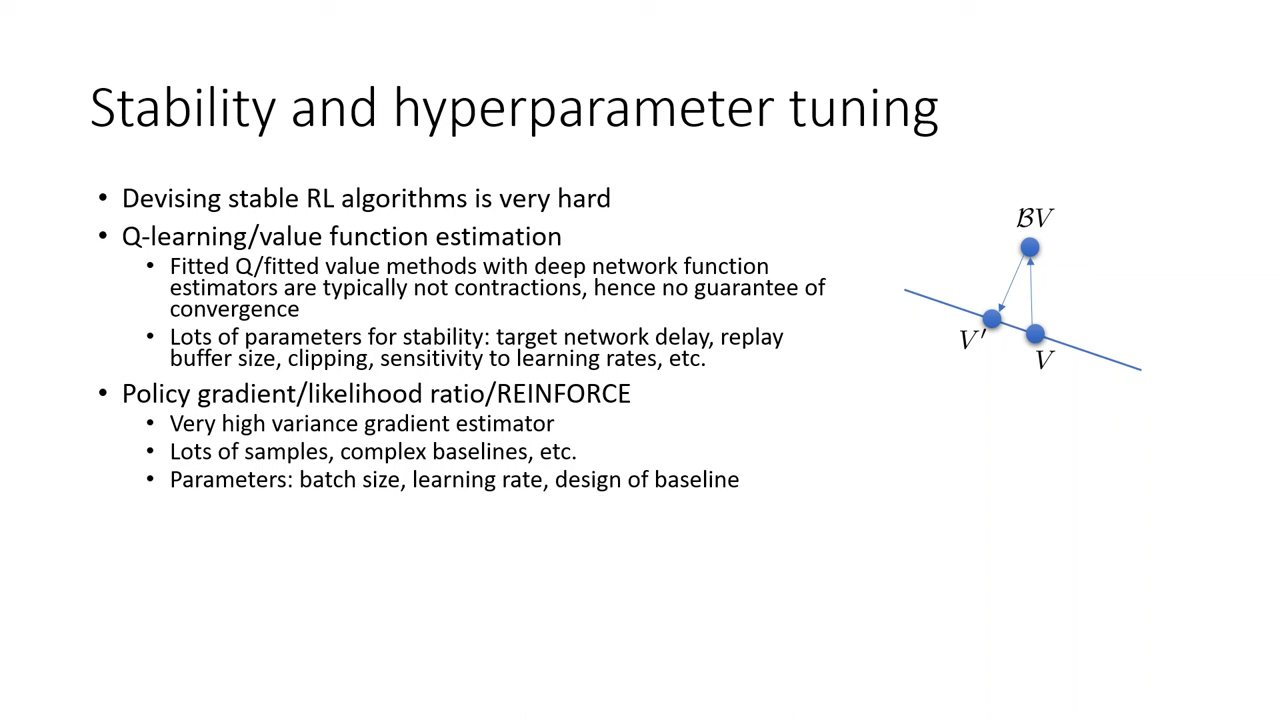 Stability and hyperparameter tuning
• Devising stable RL algorithms is very hard
• Q-learning/value function estimation
• Fitted Q/fitted value methods with deep network function
estimators are typically not contractions, hence no guarantee of
convergence
• Lots of parameters for stability: target network delay, replay
buffer size, clipping, sensitivity to learning rates, etc.
• Policy gradient/likelihood ratio/REINFORCE
• Very high variance gradient estimator
• Lots of samples, complex baselines, etc.
• Parameters: batch size, learning rate, design of baseline
ℬV
V′
V